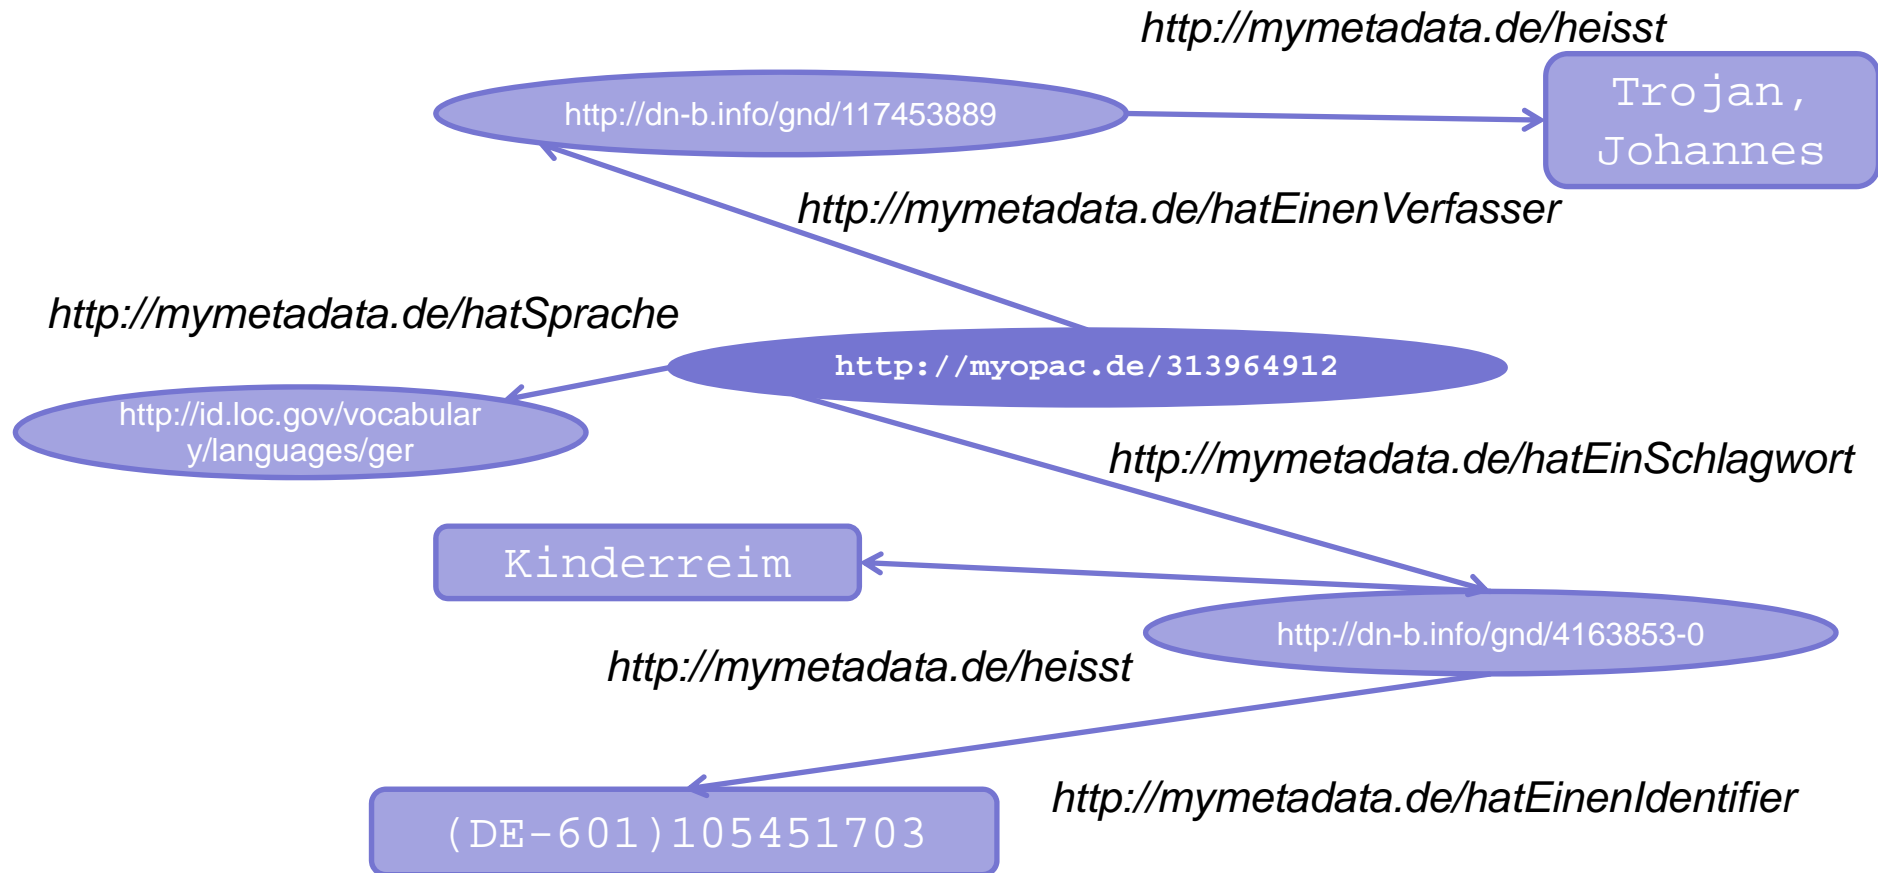 http://mymetadata.de/heisst
Trojan,
Johannes
http://dn-b.info/gnd/117453889
http://mymetadata.de/hatEinenVerfasser
http://mymetadata.de/hatSprache
http://myopac.de/313964912
http://id.loc.gov/vocabular
y/languages/ger
http://mymetadata.de/hatEinSchlagwort
Kinderreim
http://dn-b.info/gnd/4163853-0
http://mymetadata.de/heisst
http://mymetadata.de/hatEinenIdentifier
(DE-601)105451703